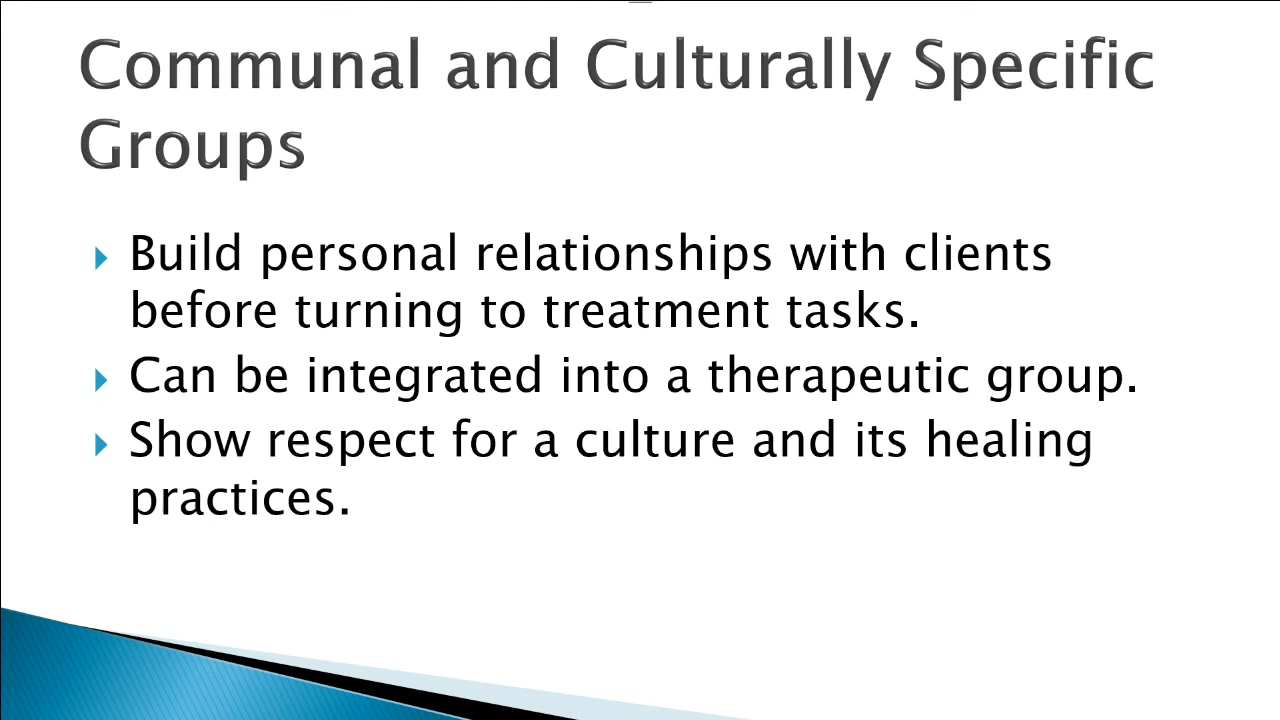 Communal and Culturally Specific
Groups
Build personal relationships with clients
before turning to treatment tasks.
Can be integrated into a therapeutic group.
Show respect for a culture and its healing
practices.